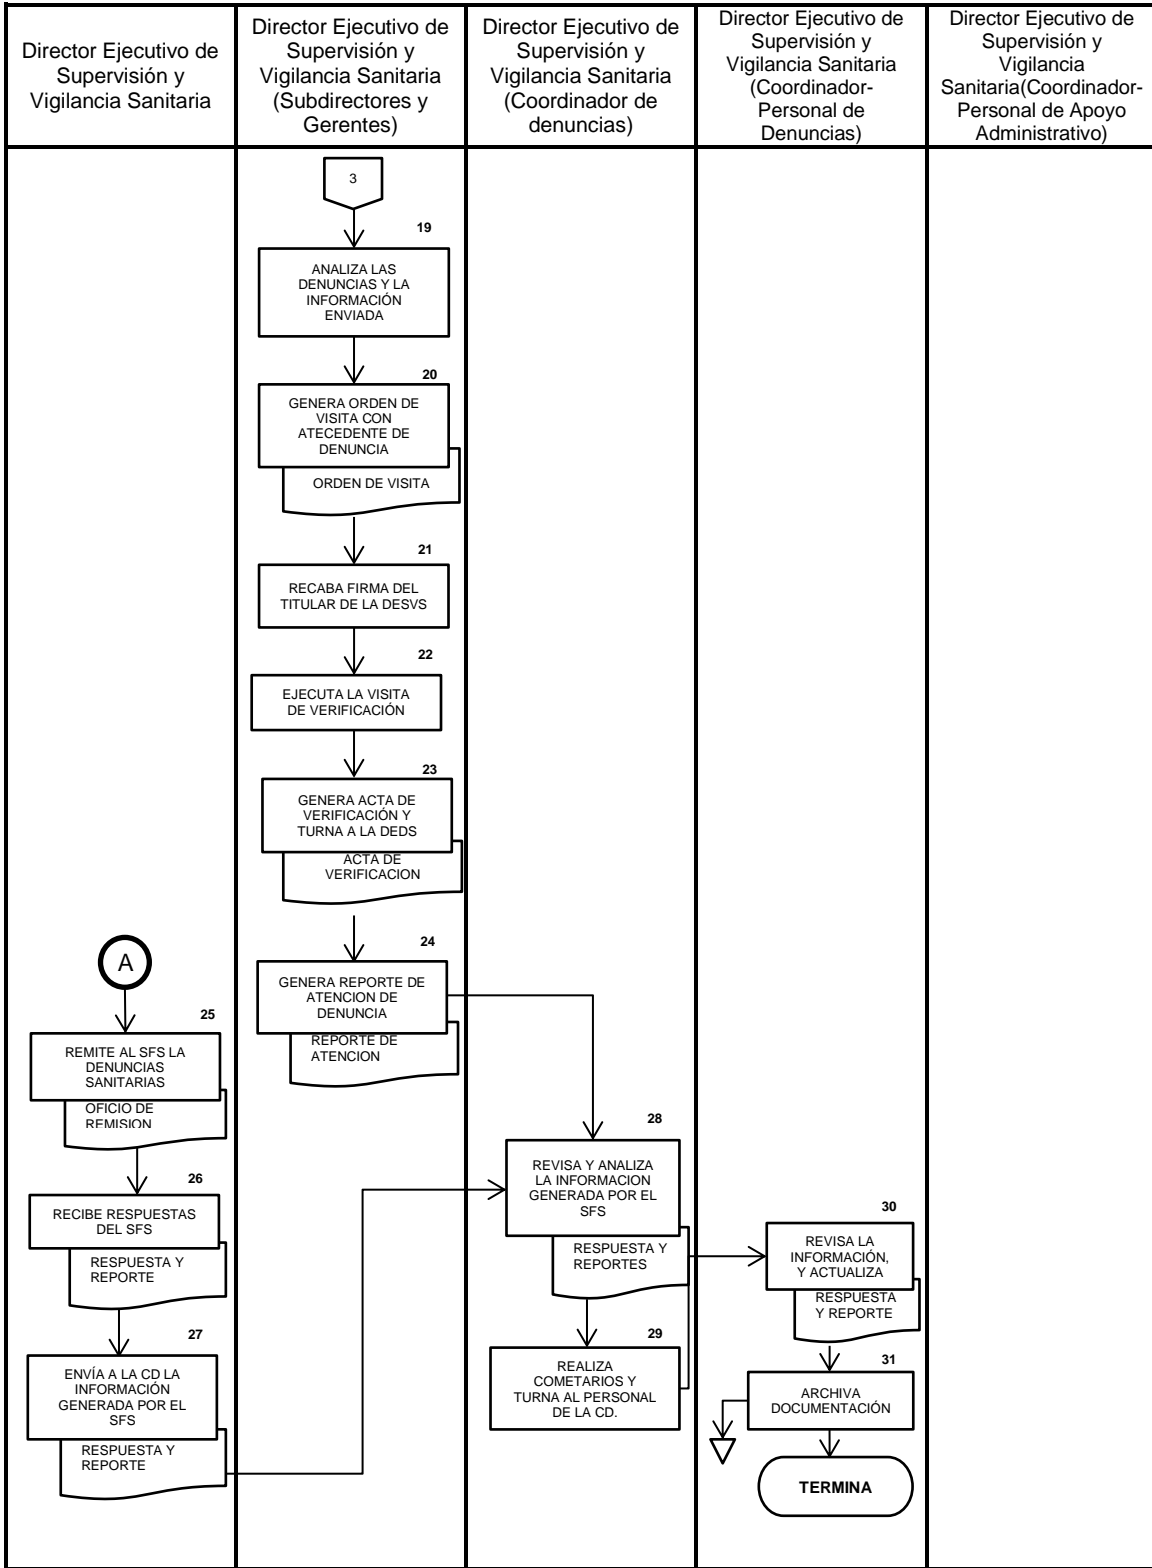 Director Ejecutivo de
Supervisión y
Vigilancia Sanitaria
Director Ejecutivo de
Supervisión y
Vigilancia Sanitaria
(Subdirectores y
Gerentes)
Director Ejecutivo de
Supervisión y
Vigilancia Sanitaria
(Coordinador de
denuncias)
Director Ejecutivo de
Supervisión y
Vigilancia Sanitaria
(Coordinador-
Personal de
Denuncias)
Director Ejecutivo de
Supervisión y
Vigilancia
Sanitaria(Coordinador-
Personal de Apoyo
Administrativo)
3
19
ANALIZA LAS
DENUNCIAS Y LA
INFORMACIÓN
ENVIADA
20
GENERA ORDEN DE
VISITA CON
ATECEDENTE DE
DENUNCIA
ORDEN DE VISITA
21
RECABA FIRMA DEL
TITULAR DE LA DESVS
22
EJECUTA LA VISITA
DE VERIFICACIÓN
23
GENERA ACTA DE
VERIFICACIÓN Y
TURNA A LA DEDS
ACTA DE
VERIFICACION
24
GENERA REPORTE DE
ATENCION DE
DENUNCIA
REPORTE DE
ATENCION
A
25
REMITE AL SFS LA
DENUNCIAS
SANITARIAS
OFICIO DE
REMISION
26
RECIBE RESPUESTAS
DEL SFS
RESPUESTA Y
REPORTE
27
ENVÍA A LA CD LA
INFORMACIÓN
GENERADA POR EL
SFS
RESPUESTA Y
REPORTE
28
REVISA Y ANALIZA
LA INFORMACION
GENERADA POR EL
SFS
RESPUESTA Y
REPORTES
29
REALIZA
COMETARIOS Y
TURNA AL PERSONAL
DE LA CD.
30
REVISA LA
INFORMACIÓN,
Y ACTUALIZA
RESPUESTA
Y REPORTE
31
ARCHIVA
DOCUMENTACIÓN
TERMINA